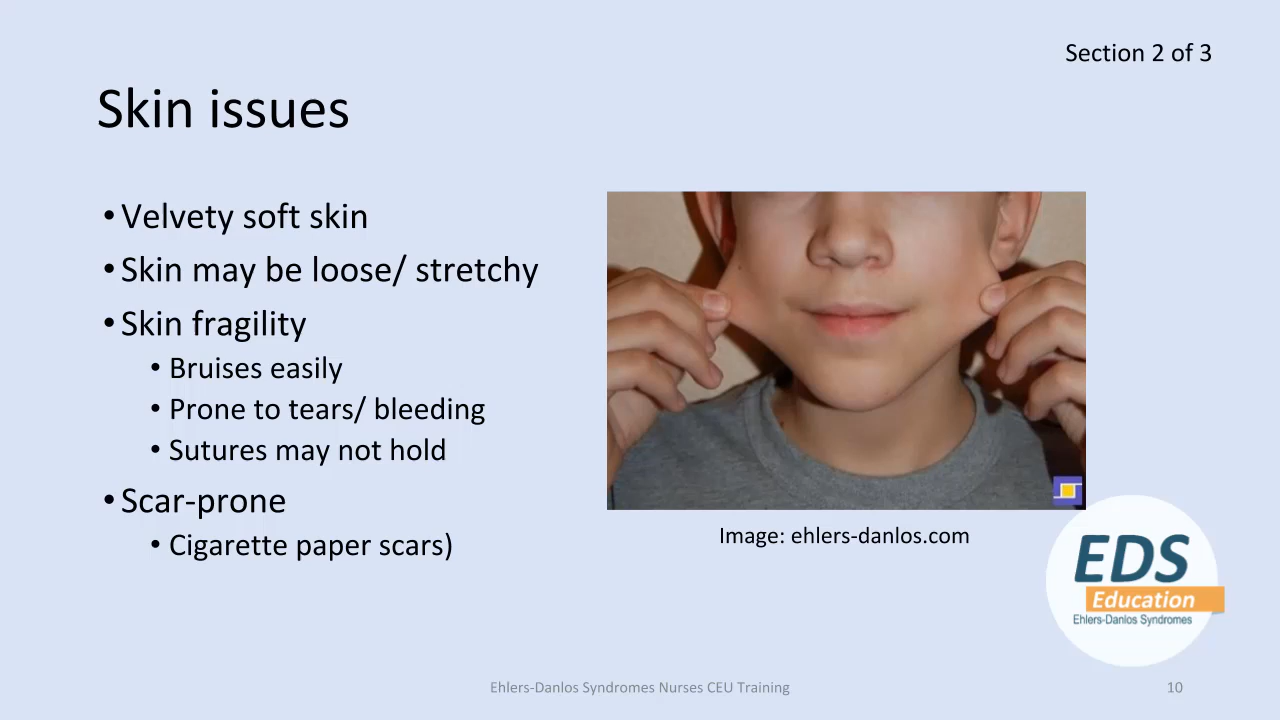 Section 2 of 3
Skin issues
• Velvety soft skin
• Skin may be loose/ stretchy
• Skin fragility
• Bruises easily
• Prone to tears/ bleeding
• Sutures may not hold
• Scar-prone
• Cigarette paper scars)
Image: ehlers-danlos.com
EDS
Education
Ehlers-Danlos Syndromes
Ehlers-Danlos Syndromes Nurses CEU Training
10